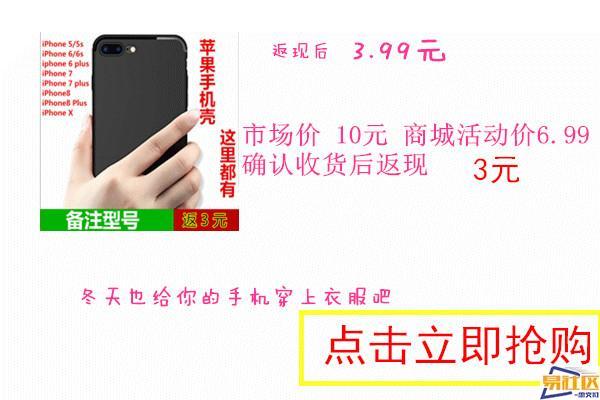 iPhone 5/5s
iPhone 6/6s
iphone 6 plus
iPhone 7
iPhone 7 plus
iPhone8
iPhone8 Plus
iPhone X
苹果手机壳
这里都有
备注型号
返3元
返现后 3.99元
市场价 10元 商城活动价6.99
确认收货后返现 3元
冬天也给你的手机穿上衣服吧
点击立即抢购
易社区